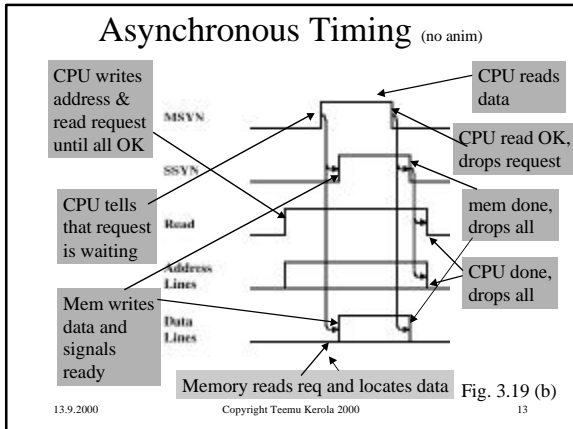 Asynchronous Timing (no anim)
CPU writes
address &
read request
until all OK
CPU reads
data
MSYN
CPU read OK,
drops request
SSYN
CPU tells
that request
is waiting
mem done,
drops all
Read
Address
Lines
CPU done,
drops all
Mem writes
data and
signals
ready
Data
Lines
Memory reads req and locates data
Fig. 3.19 (b)
13.9.2000
Copyright Teemu Kerola 2000
13